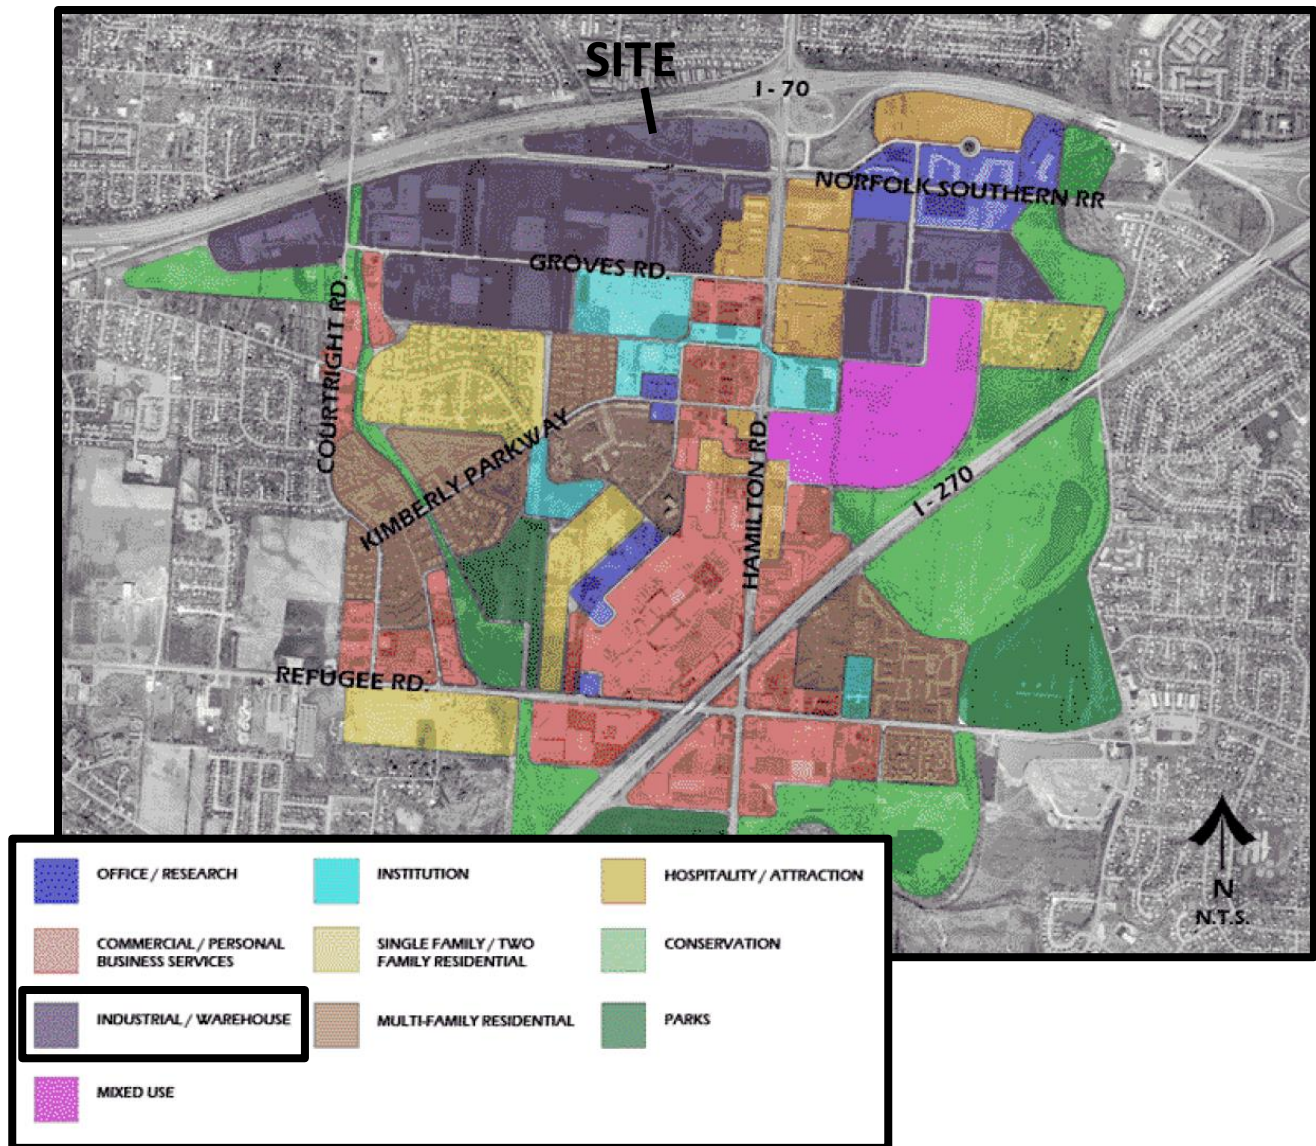 SITE
I - 70
NORFOLK SOUTHERN RR
GROVES RD.
COURTRIGHT RD.
KIMBERLY PARKWAY
HAMILTON RD.
I - 270
REFUGEE RD.
N
N.T.S.
OFFICE / RESEARCH
INSTITUTION
HOSPITALITY / ATTRACTION
COMMERCIAL / PERSONAL
BUSINESS SERVICES
SINGLE FAMILY / TWO
FAMILY RESIDENTIAL
CONSERVATION
INDUSTRIAL / WAREHOUSE
MULTI-FAMILY RESIDENTIAL
PARKS
MIXED USE